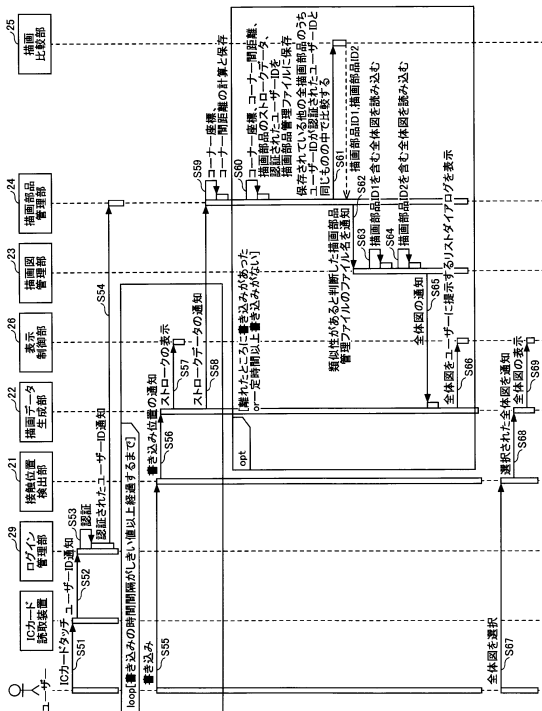 ユーザー
ICカード
読取装置
29
ログイン
管理部
21
接触位置
検出部
22
描画データ
生成部
26
表示
制御部
23
描画図
管理部
24
描画部品
管理部
25
描画
比較部
ICカードタッチ
S51
ユーザーID通知
S52
S53
認証
認証されたユーザーID通知
S54
loop[書き込みの時間間隔がしきい値以上経過するまで]
書き込み
S55
書き込み位置の通知
S56
ストロークの表示
S57
ストロークデータの通知
S58
S59
コーナー座標、
コーナー間距離の計算と保存
opt
[離れたところに書き込みがあった
or一定時間以上書き込みがない]
S60
コーナー座標、コーナー間距離、
描画部品のストロークデータ、
認証されたユーザーIDを
描画部品管理ファイルに保存
保存されている他の全描画部品のうち
ユーザーIDが認証されたユーザーIDと
同じものの中で比較する
S61
描画部品ID1,描画部品ID2
類似性があると判断した描画部品
管理ファイルのファイル名を通知
S62
S63
描画部品ID1を含む全体図を読み込む
S64
描画部品ID2を含む全体図を読み込む
全体図の通知
S65
全体図をユーザーに提示するリストダイアログを表示
S66
全体図を選択
S67
選択された全体図を通知
S68
全体図の表示
S69